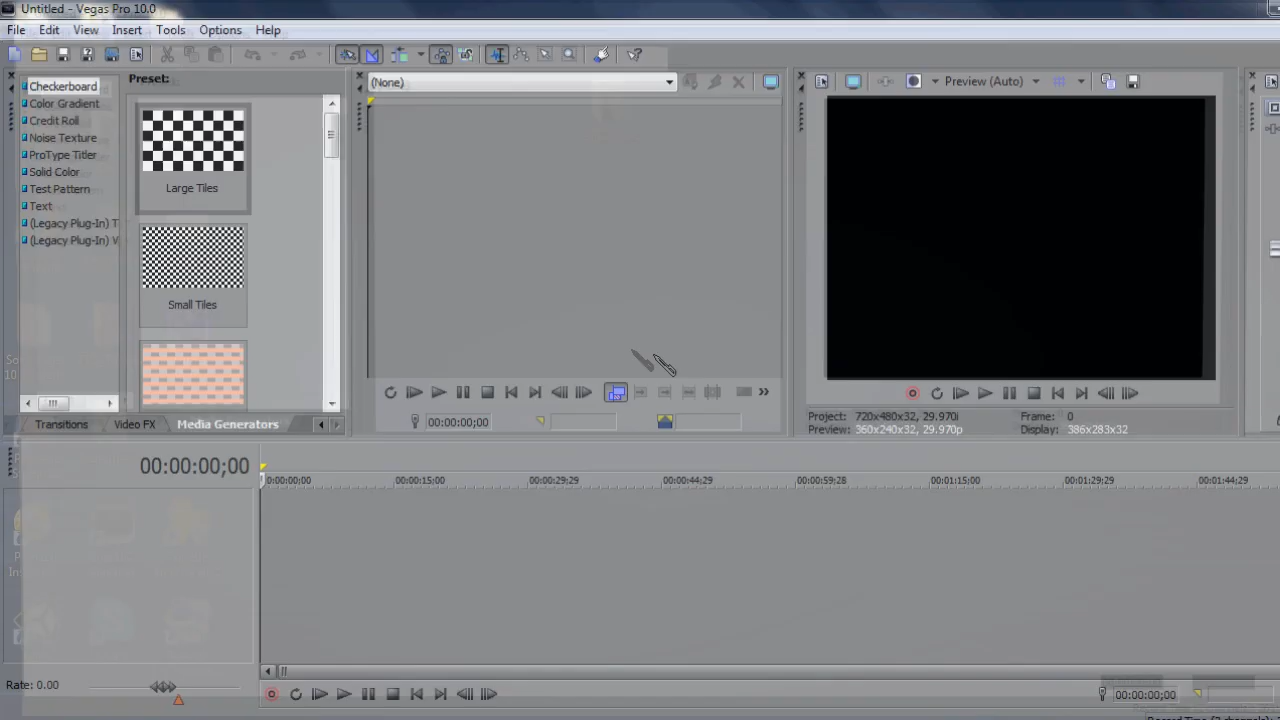 Untitled - Vegas Pro 10.0
File Edit View Insert Tools Options Help
Checkerboard
Color Gradient
Credit Roll
Noise Texture
ProType Titler
Solid Color
Test Pattern
Text
(Legacy Plug-In) T
(Legacy Plug-In) V
Preset:
Large Tiles
Small Tiles
Transitions Video FX Media Generators
(None)
00:00:00;00
Preview (Auto)
Project: 720x480x32, 29.970i
Preview: 360x240x32, 29.970p
Frame: 0
Display: 386x283x32
00:00:00;00
0:00:00;00 00:00:15;00 00:00:29;29 00:00:44;29 00:00:59;28 00:01:15;00 00:01:29;29 00:01:44;29
Rate: 0.00
00:00:00;00